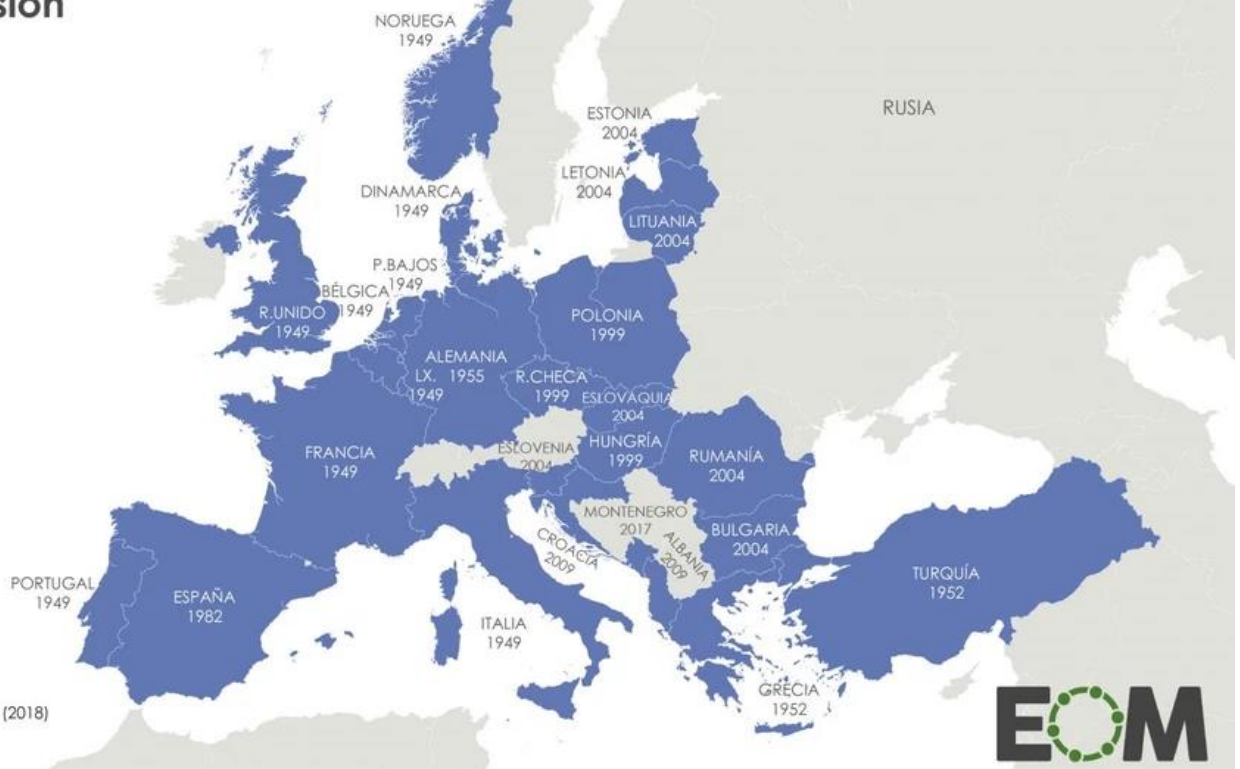 sión
NORUEGA
1949
RUSIA
ESTONIA
2004
LETONIA
2004
DINAMARCA
1949
LITUANIA
2004
P.BAJOS
1949
BÉLGICA
1949
R.UNIDO
1949
POLONIA
1999
ALEMANIA
1955
LX.
1949
R.CHECA
1999
ESLOVAQUIA
2004
FRANCIA
1949
ESLOVENIA
2004
HUNGRÍA
1999
RUMANÍA
2004
MONTENEGRO
2017
CROACIA
2009
ALBANIA
2009
BULGARIA
2004
PORTUGAL
1949
ESPAÑA
1982
TURQUÍA
1952
ITALIA
1949
GRECIA
1952
(2018)
EOM